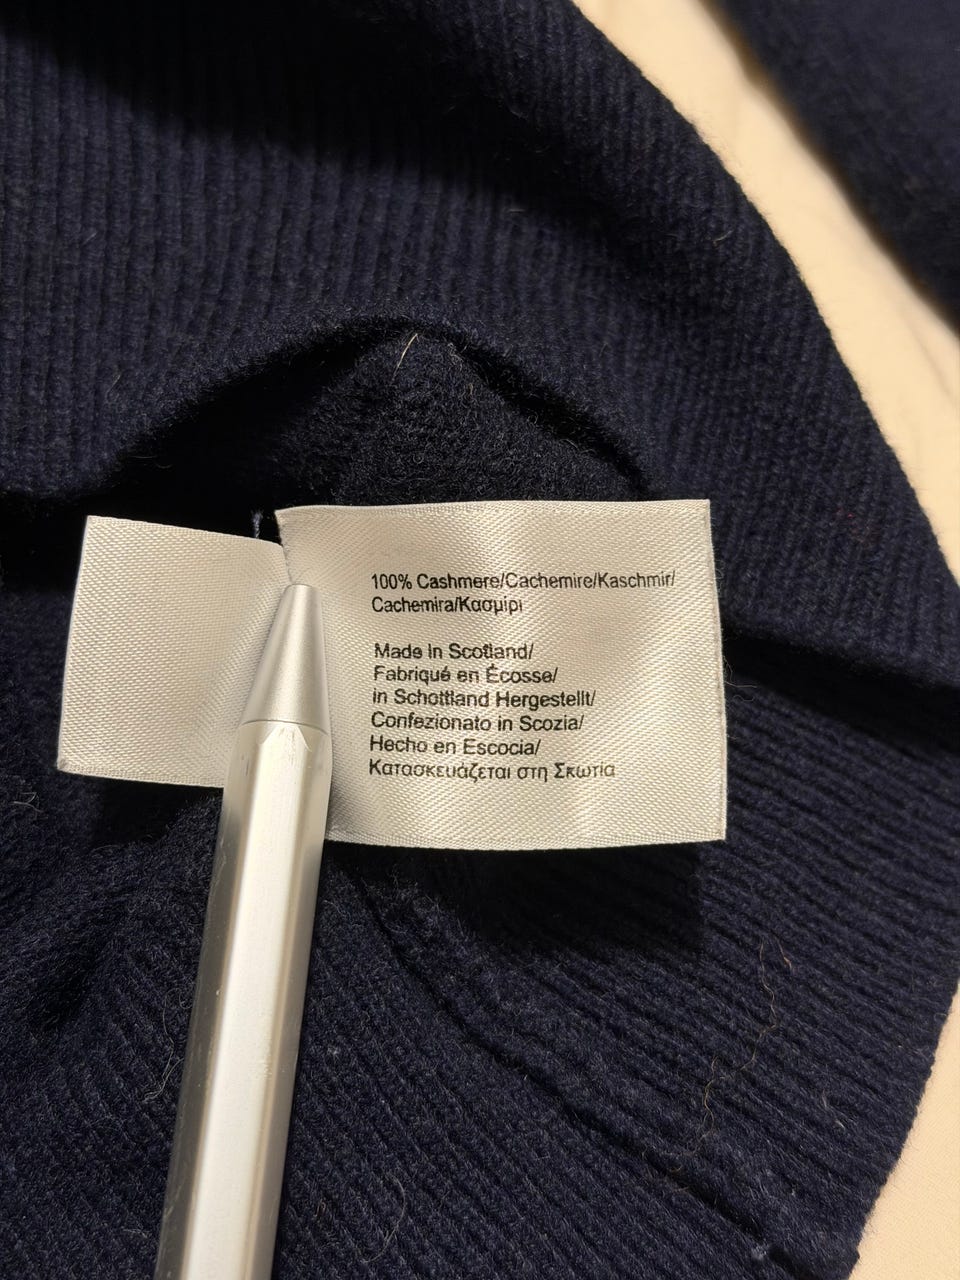 100% Cashmere/Cachemire/Kaschmir/
Cachemira/Κασμίρι
Made in Scotland/
Fabriqué en Écosse/
in Schottland Hergestellt/
Confezionato in Scozia/
Hecho en Escocia/
Κατασκευάζεται στη Σκωτία